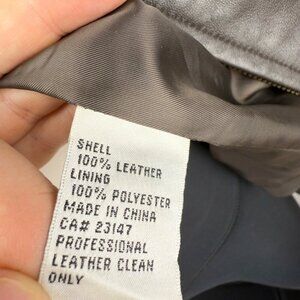 SHELL
100% LEATHER
LINING
100% POLYESTER
MADE IN CHINA
CA# 23147
PROFESSIONAL
LEATHER CLEAN
ONLY